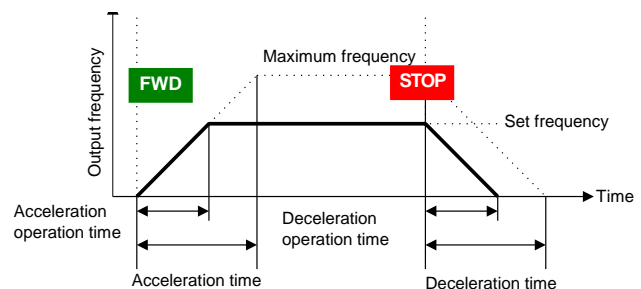 Output frequency
FWD
Maximum frequency
STOP
Set frequency
Time
Acceleration
operation time
Deceleration
operation time
Acceleration time
Deceleration time